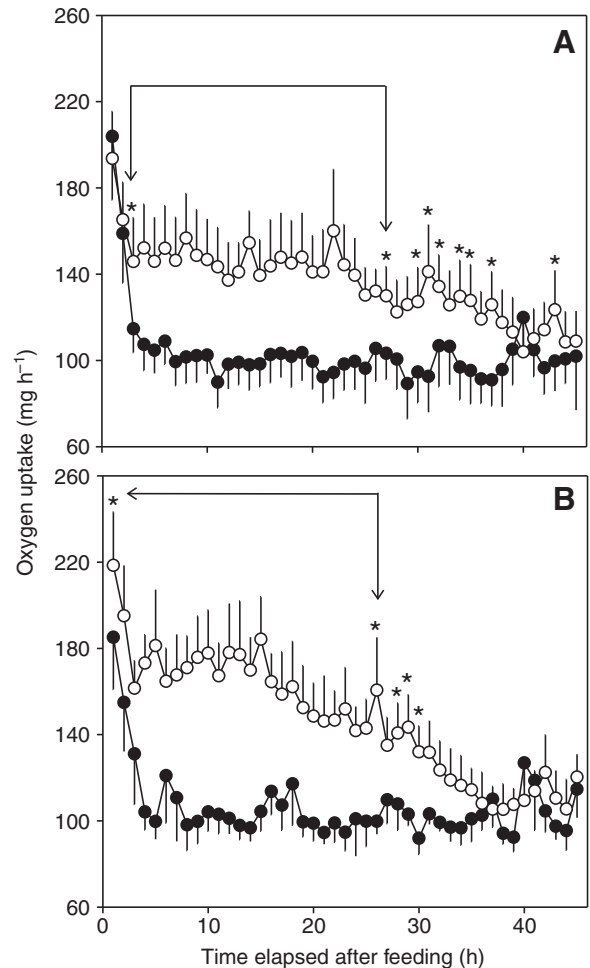 260
A
220
180
140
100
60
*
* * * * * * * *
Oxygen uptake (mg h⁻¹)
260
B
220
180
140
100
60
*
* * * *
0 10 20 30 40
Time elapsed after feeding (h)